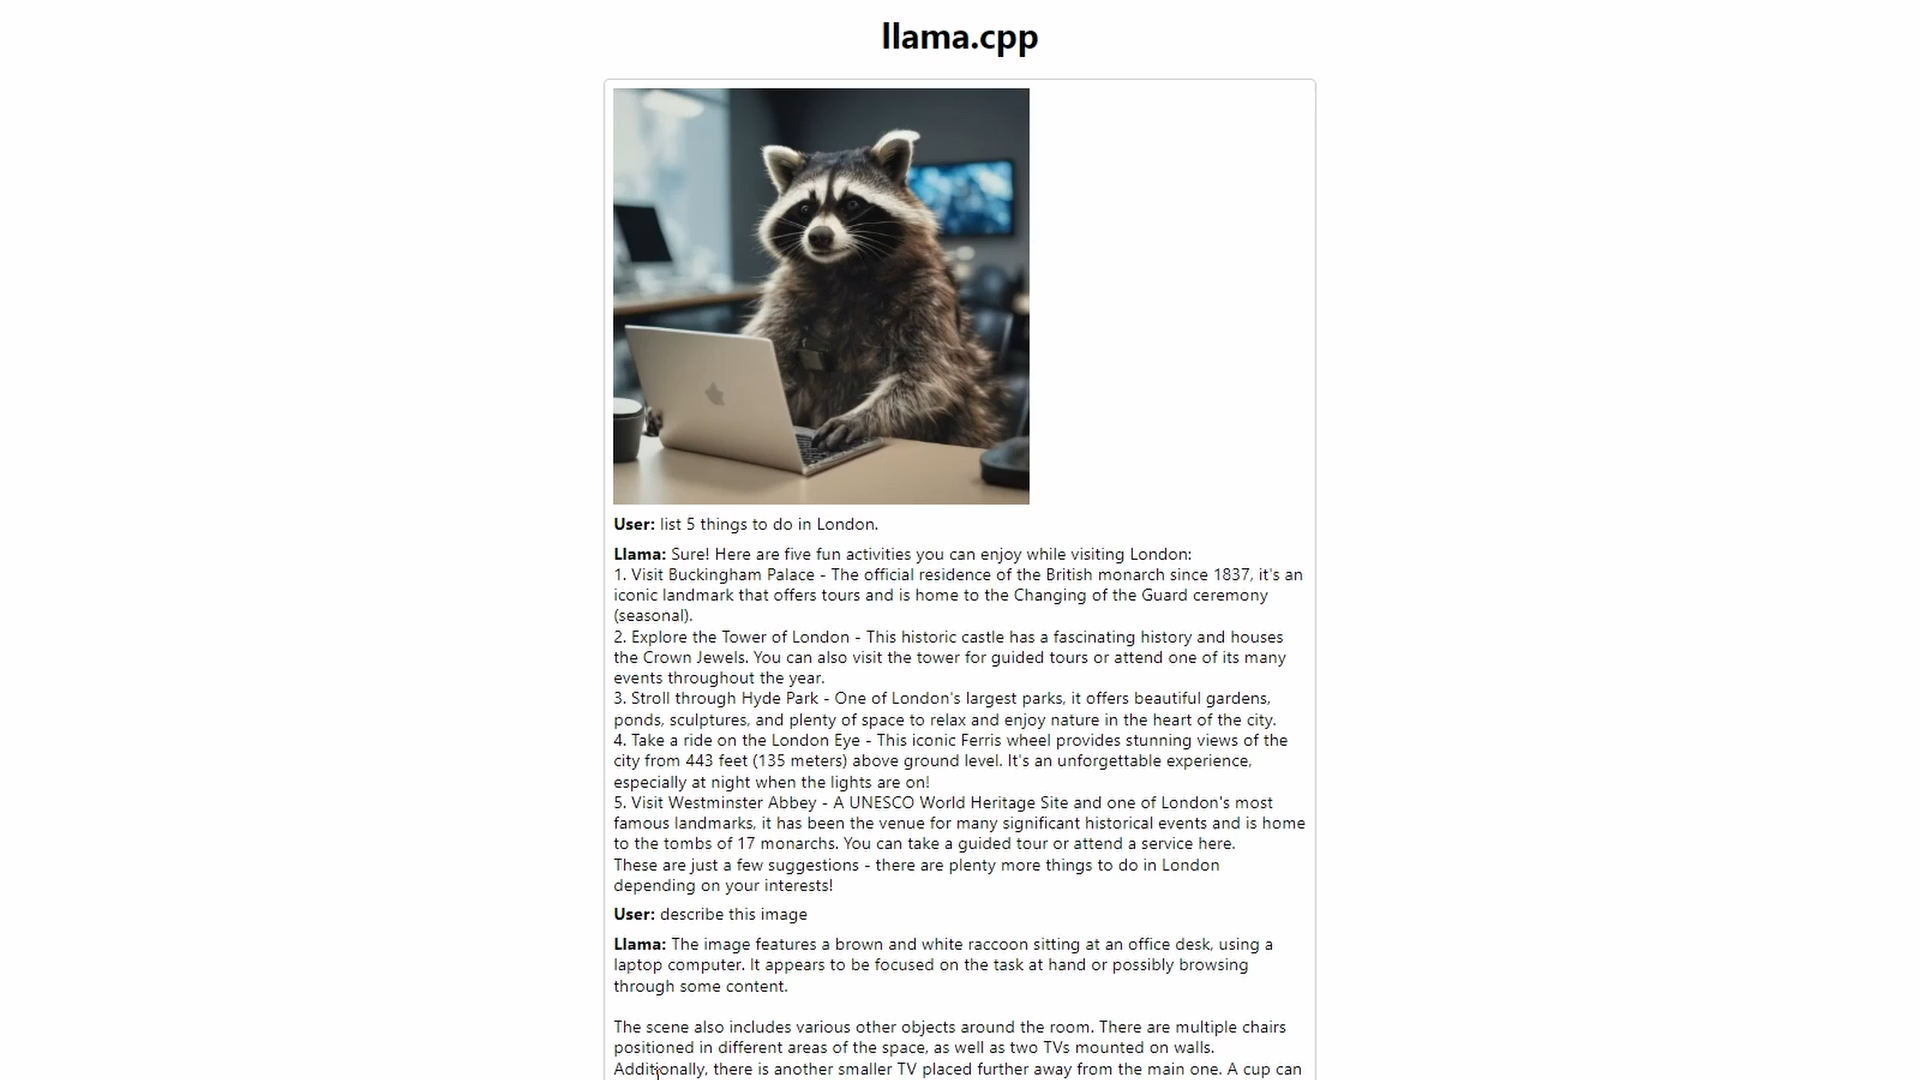 llama.cpp
User: list 5 things to do in London.
Llama: Sure! Here are five fun activities you can enjoy while visiting London:
1. Visit Buckingham Palace - The official residence of the British monarch since 1837, it's an
iconic landmark that offers tours and is home to the Changing of the Guard ceremony
(seasonal).
2. Explore the Tower of London - This historic castle has a fascinating history and houses
the Crown Jewels. You can also visit the tower for guided tours or attend one of its many
events throughout the year.
3. Stroll through Hyde Park - One of London's largest parks, it offers beautiful gardens,
ponds, sculptures, and plenty of space to relax and enjoy nature in the heart of the city.
4. Take a ride on the London Eye - This iconic Ferris wheel provides stunning views of the
city from 443 feet (135 meters) above ground level. It's an unforgettable experience,
especially at night when the lights are on!
5. Visit Westminster Abbey - A UNESCO World Heritage Site and one of London's most
famous landmarks, it has been the venue for many significant historical events and is home
to the tombs of 17 monarchs. You can take a guided tour or attend a service here.
These are just a few suggestions - there are plenty more things to do in London
depending on your interests!
User: describe this image
Llama: The image features a brown and white raccoon sitting at an office desk, using a
laptop computer. It appears to be focused on the task at hand or possibly browsing
through some content.
The scene also includes various other objects around the room. There are multiple chairs
positioned in different areas of the space, as well as two TVs mounted on walls.
Additionally, there is another smaller TV placed further away from the main one. A cup can